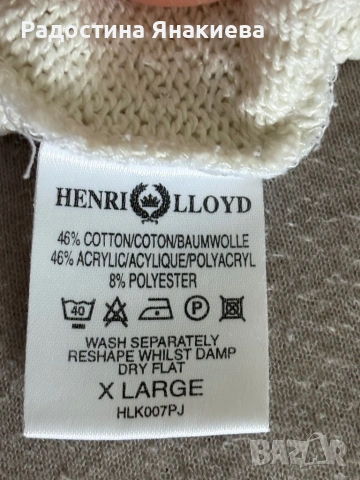 Радостина Янакиева
HENRI LLOYD
46% COTTON/COTON/BAUMWOLLE
46% ACRYLIC/ACYLIQUE/POLYACRYL
8% POLYESTER
40 P
WASH SEPARATELY
RESHAPE WHILST DAMP
DRY FLAT
X LARGE
HLK007PJ
BAZAR